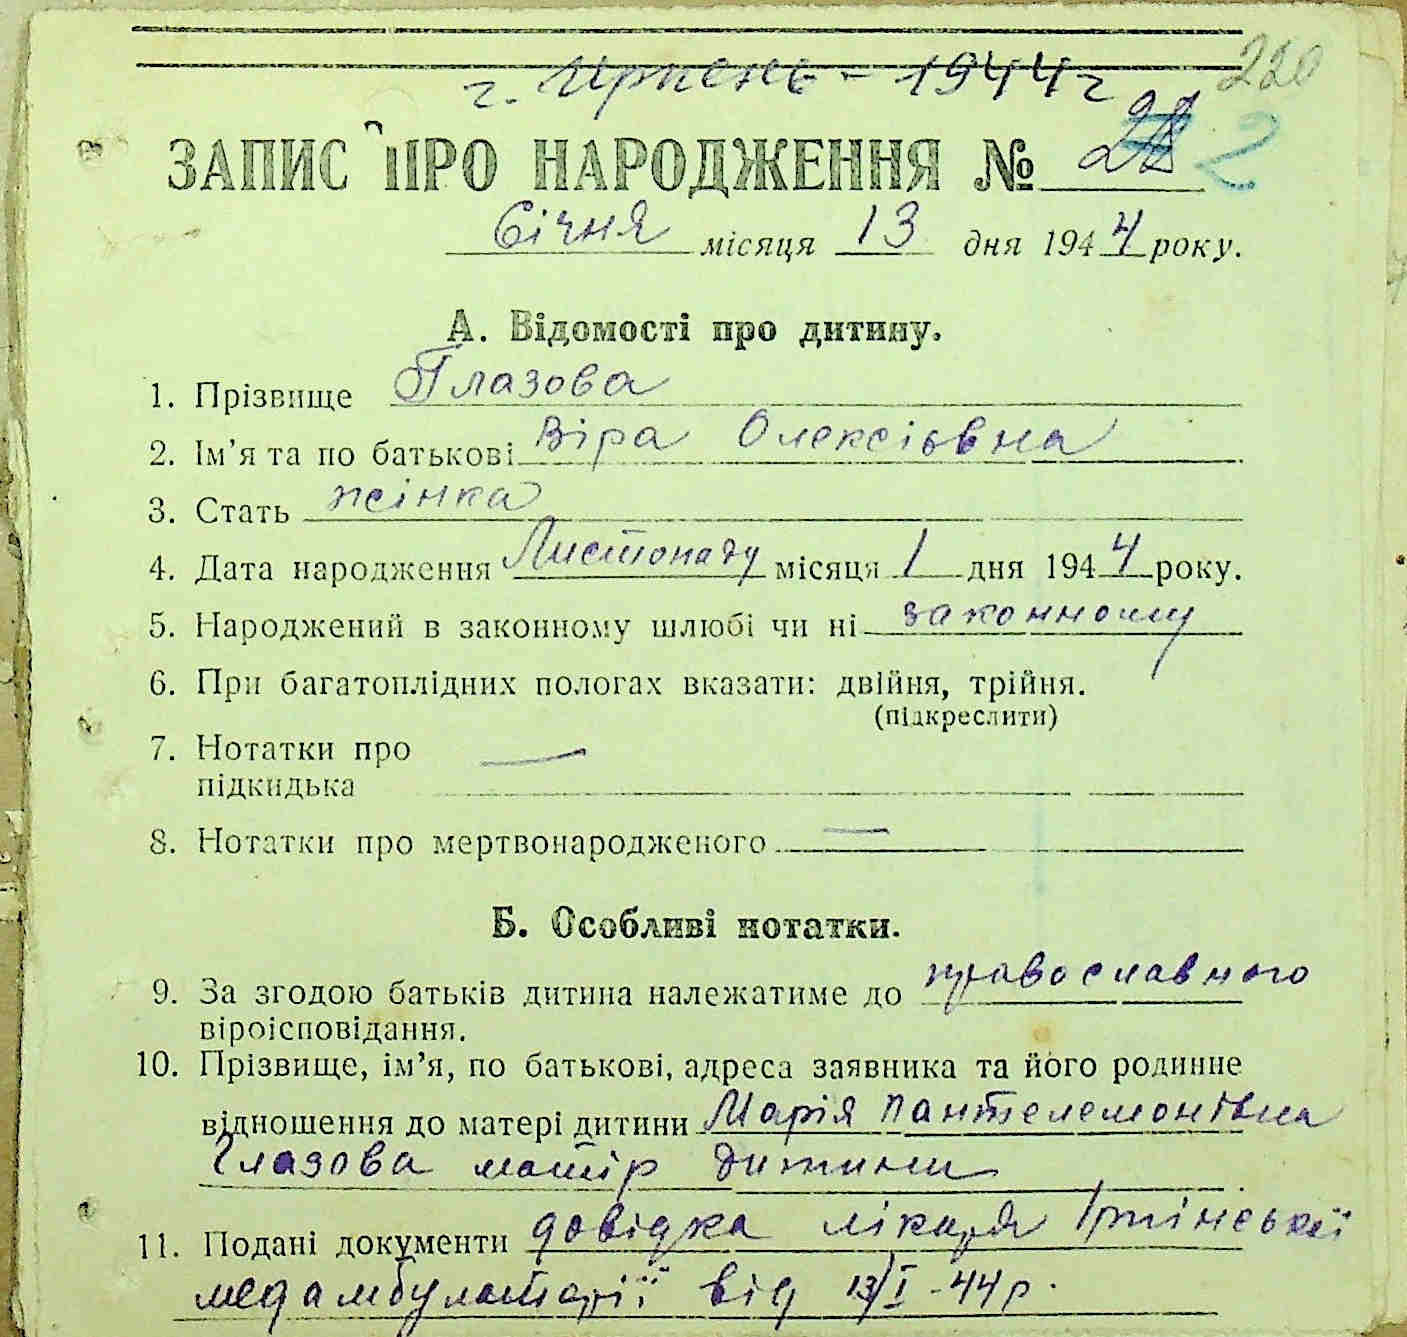 220
г. Ирпень - 1944 г
ЗАПИС ПРО НАРОДЖЕННЯ № 2
Січня місяця 13 дня 1944 року.
А. Відомості про дитину.
1. Прізвище Глазова
2. Ім’я та по батькові Віра Олексіівна
3. Стать жінка
4. Дата народження Листопаду місяця 1 дня 1944 року.
5. Народжений в законному шлюбі чи ні законному
6. При багатоплідних пологах вказати: двійня, трійня.
(підкреслити)
7. Нотатки про —
підкидька
8. Нотатки про мертвонародженого —
Б. Особливі нотатки.
9. За згодою батьків дитина належатиме до православного
віроісповідання.
10. Прізвище, ім’я, по батькові, адреса заявника та його родинне
відношення до матері дитини Марія Пантелемонівна
Глазова матір дитини
11. Подані документи довідка лікаря Ірпінської
медамбулаторії від 13/I-44р.